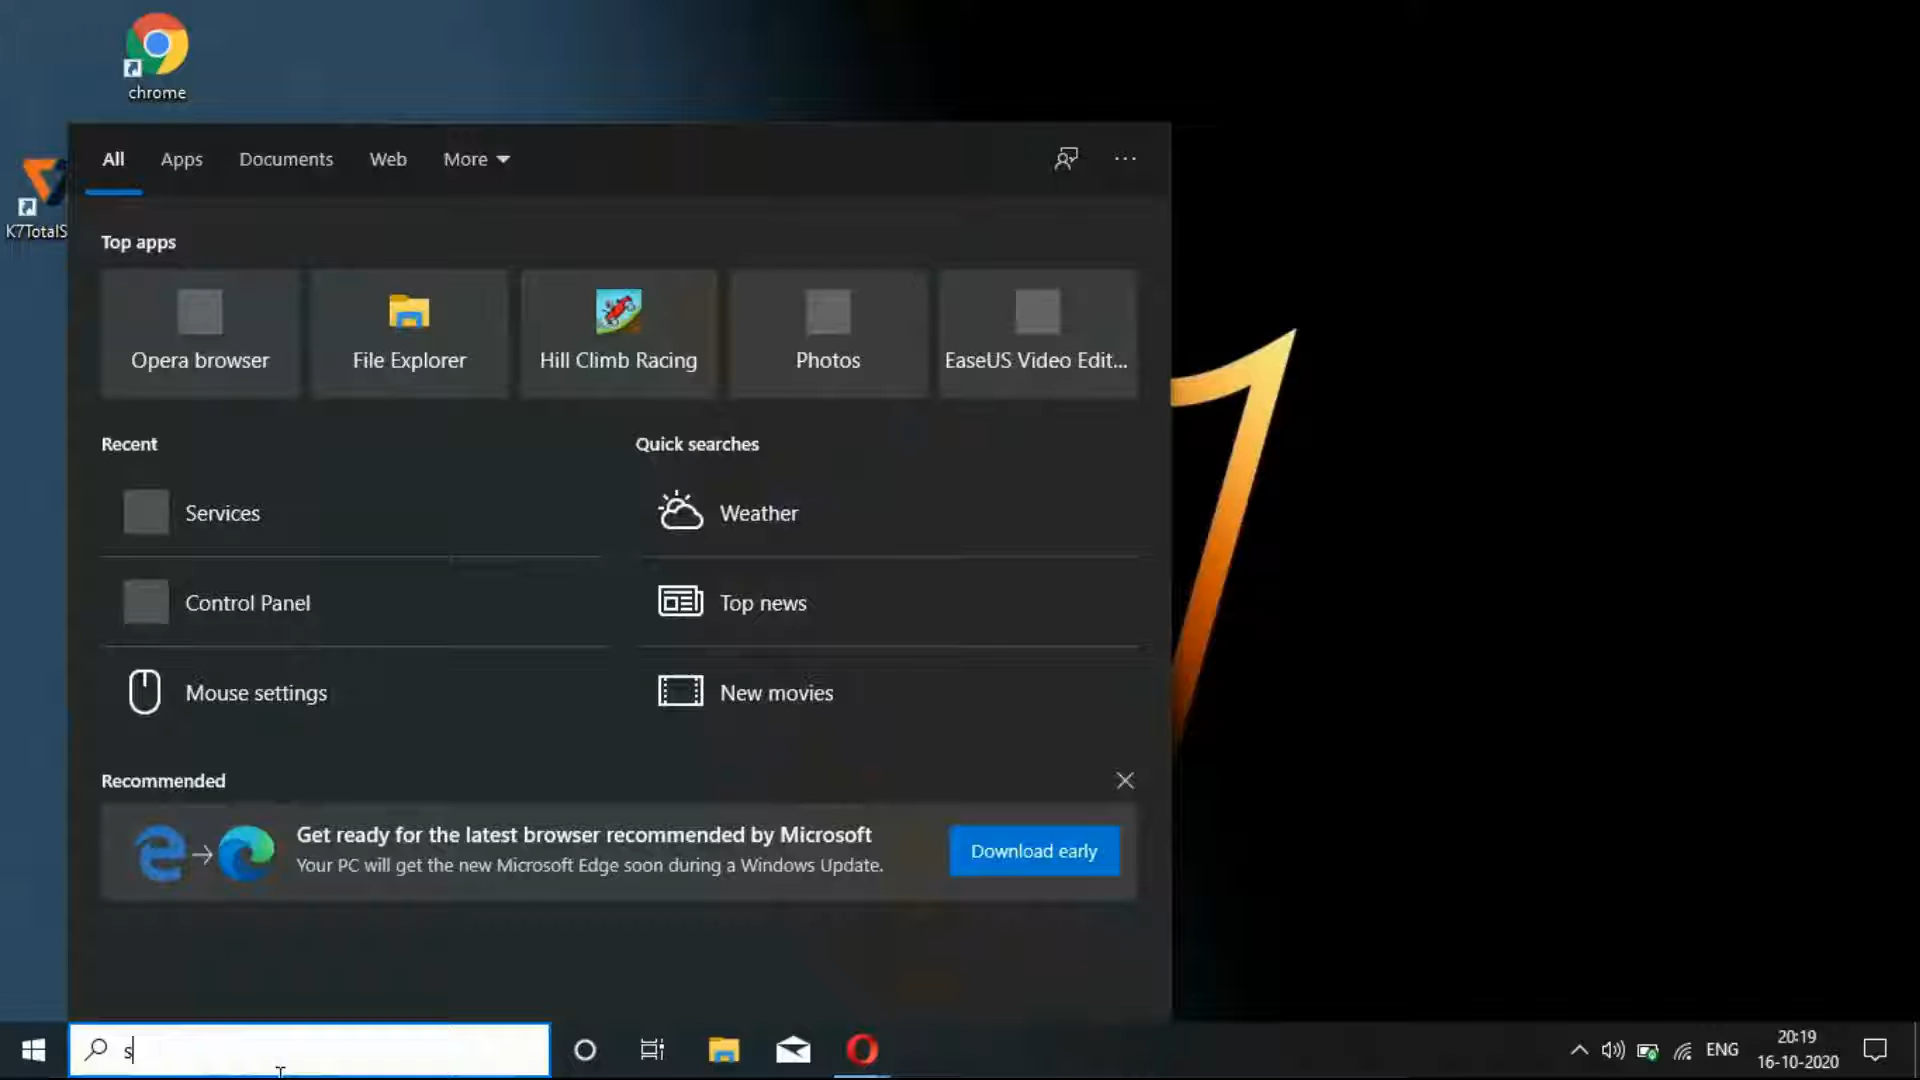 chrome
K7TotalS
All Apps Documents Web More
Top apps
Opera browser File Explorer Hill Climb Racing Photos EaseUS Video Edit...
Recent Quick searches
Services Weather
Control Panel Top news
Mouse settings New movies
Recommended
Get ready for the latest browser recommended by Microsoft
Your PC will get the new Microsoft Edge soon during a Windows Update.
Download early
s
ENG
20:19
16-10-2020